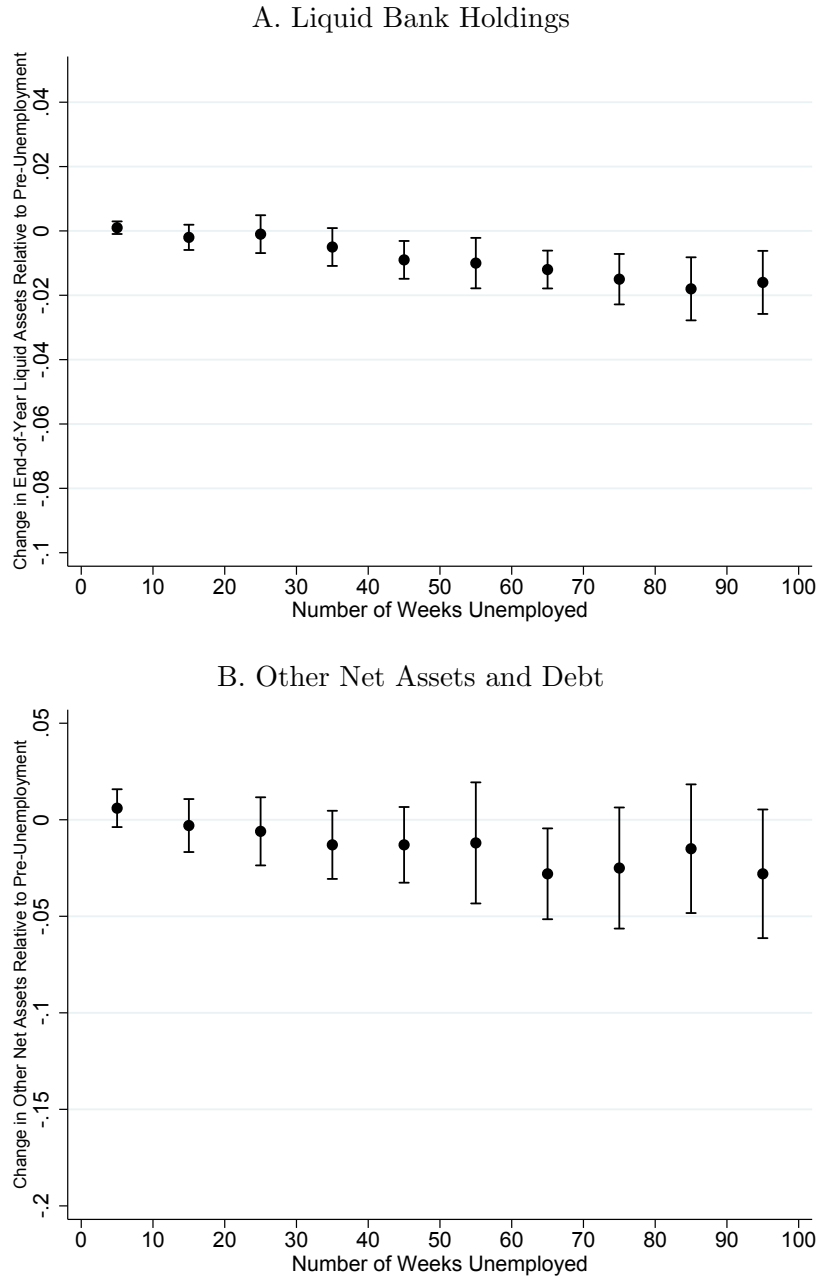 A. Liquid Bank Holdings
Change in End-of-Year Liquid Assets Relative to Pre-Unemployment
.04
.02
0
-.02
-.04
-.06
-.08
-.1
0 10 20 30 40 50 60 70 80 90 100
Number of Weeks Unemployed
B. Other Net Assets and Debt
Change in Other Net Assets Relative to Pre-Unemployment
.05
0
-.05
-.1
-.15
-.2
0 10 20 30 40 50 60 70 80 90 100
Number of Weeks Unemployed